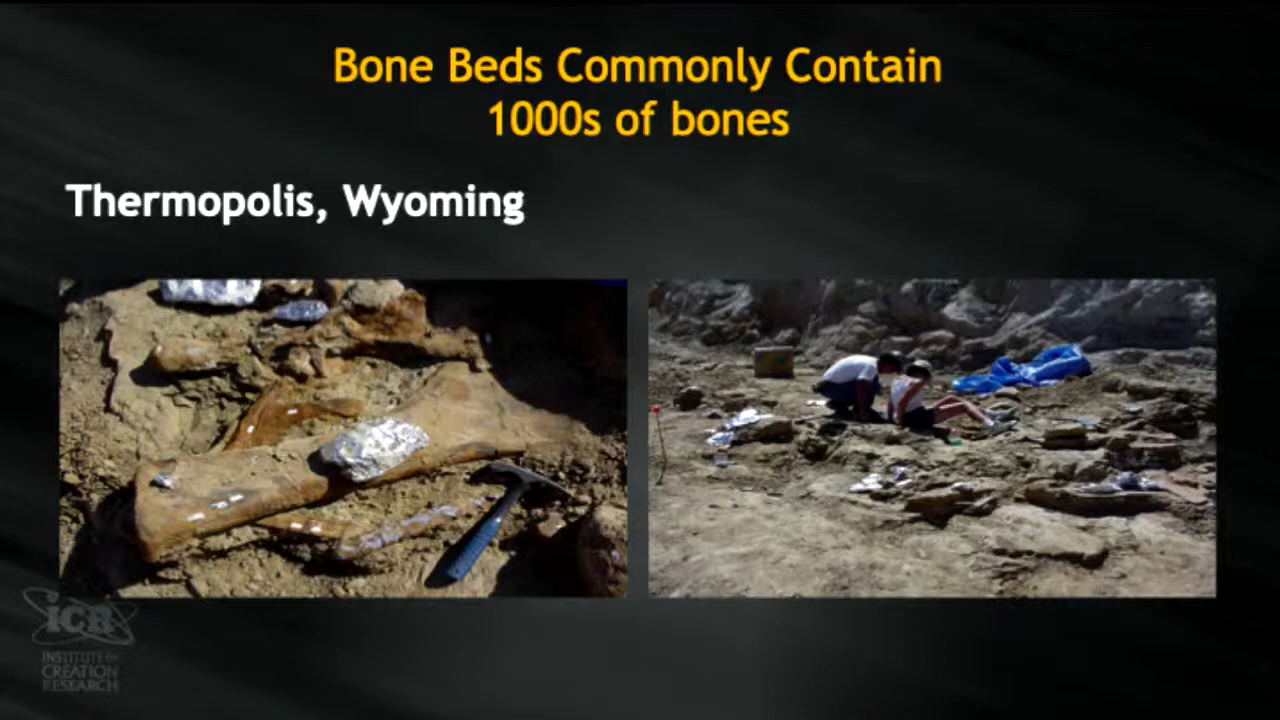 Bone Beds Commonly Contain
1000s of bones
Thermopolis, Wyoming
iCR
INSTITUTE for
CREATION
RESEARCH